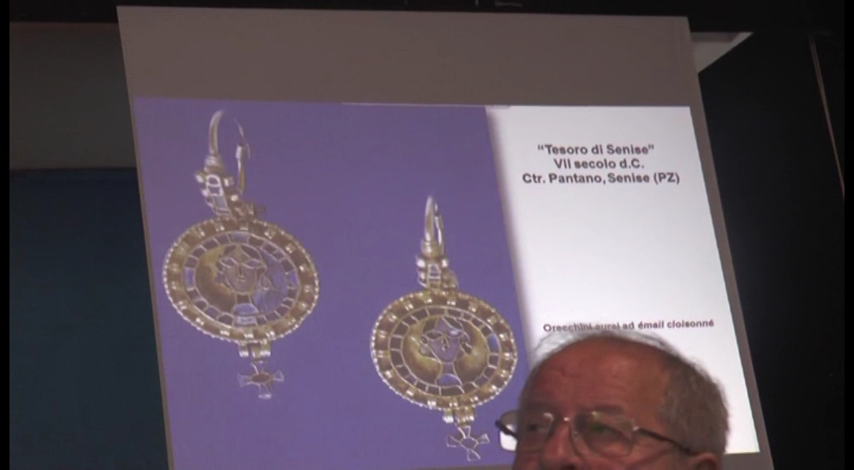 “Tesoro di Senise”
VII secolo d.C.
Ctr. Pantano, Senise (PZ)
Orecchini aurei ad émail cloisonné